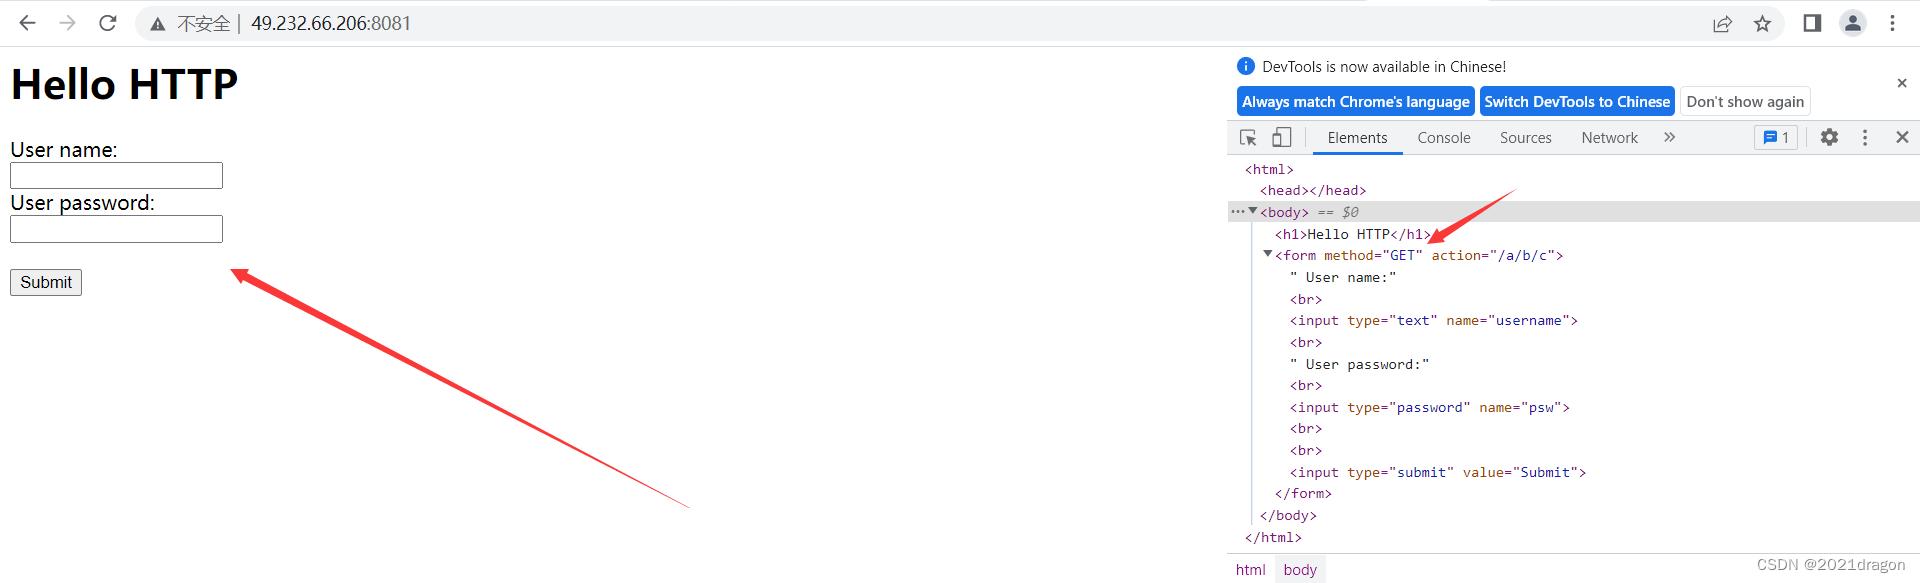 不安全 | 49.232.66.206:8081
Hello HTTP
User name:
User password:
Submit
DevTools is now available in Chinese!
Always match Chrome's language Switch DevTools to Chinese Don't show again
Elements Console Sources Network » 1
<html>
<head></head>
··· <body> == $0
<h1>Hello HTTP</h1>
<form method="GET" action="/a/b/c">
" User name:"
<br>
<input type="text" name="username">
<br>
" User password:"
<br>
<input type="password" name="psw">
<br>
<br>
<input type="submit" value="Submit">
</form>
</body>
</html>
html body
CSDN @2021dragon